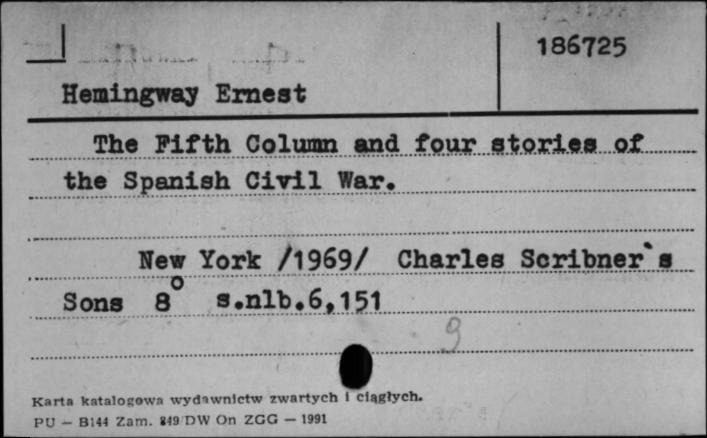 186725
Hemingway Ernest
The Fifth Column and four stories of
the Spanish Civil War.
New York /1969/ Charles Scribner`s
Sons 8° s.nlb.6,151
9
Karta katalogowa wydawnictw zwartych i ciągłych.
PU — B144 Zam. 849/DW On ZGG — 1991